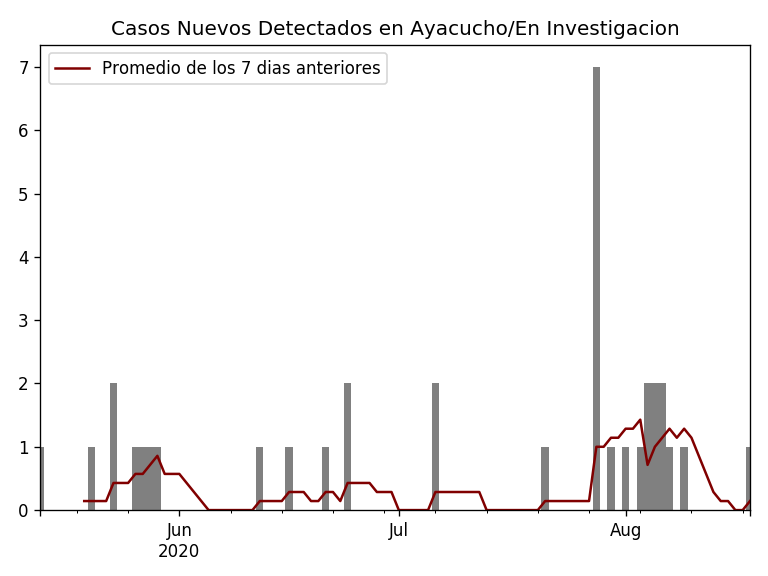 Casos Nuevos Detectados en Ayacucho/En Investigacion
Promedio de los 7 dias anteriores
7
6
5
4
3
2
1
0
Jun
2020
Jul
Aug